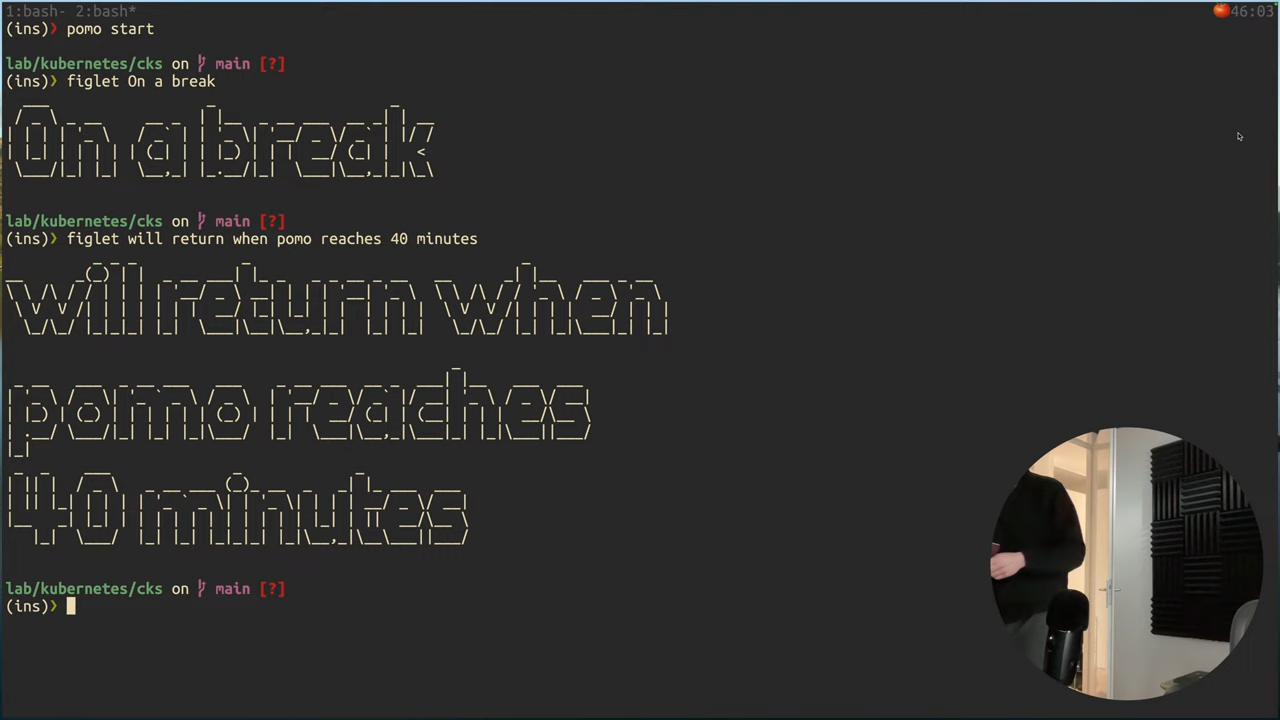 1:bash- 2:bash* 🍅46:03
(ins)❯ pomo start
lab/kubernetes/cks on main [?]
(ins)❯ figlet On a break
On a break
lab/kubernetes/cks on main [?]
(ins)❯ figlet will return when pomo reaches 40 minutes
will return when
pomo reaches
40 minutes
lab/kubernetes/cks on main [?]
(ins)❯